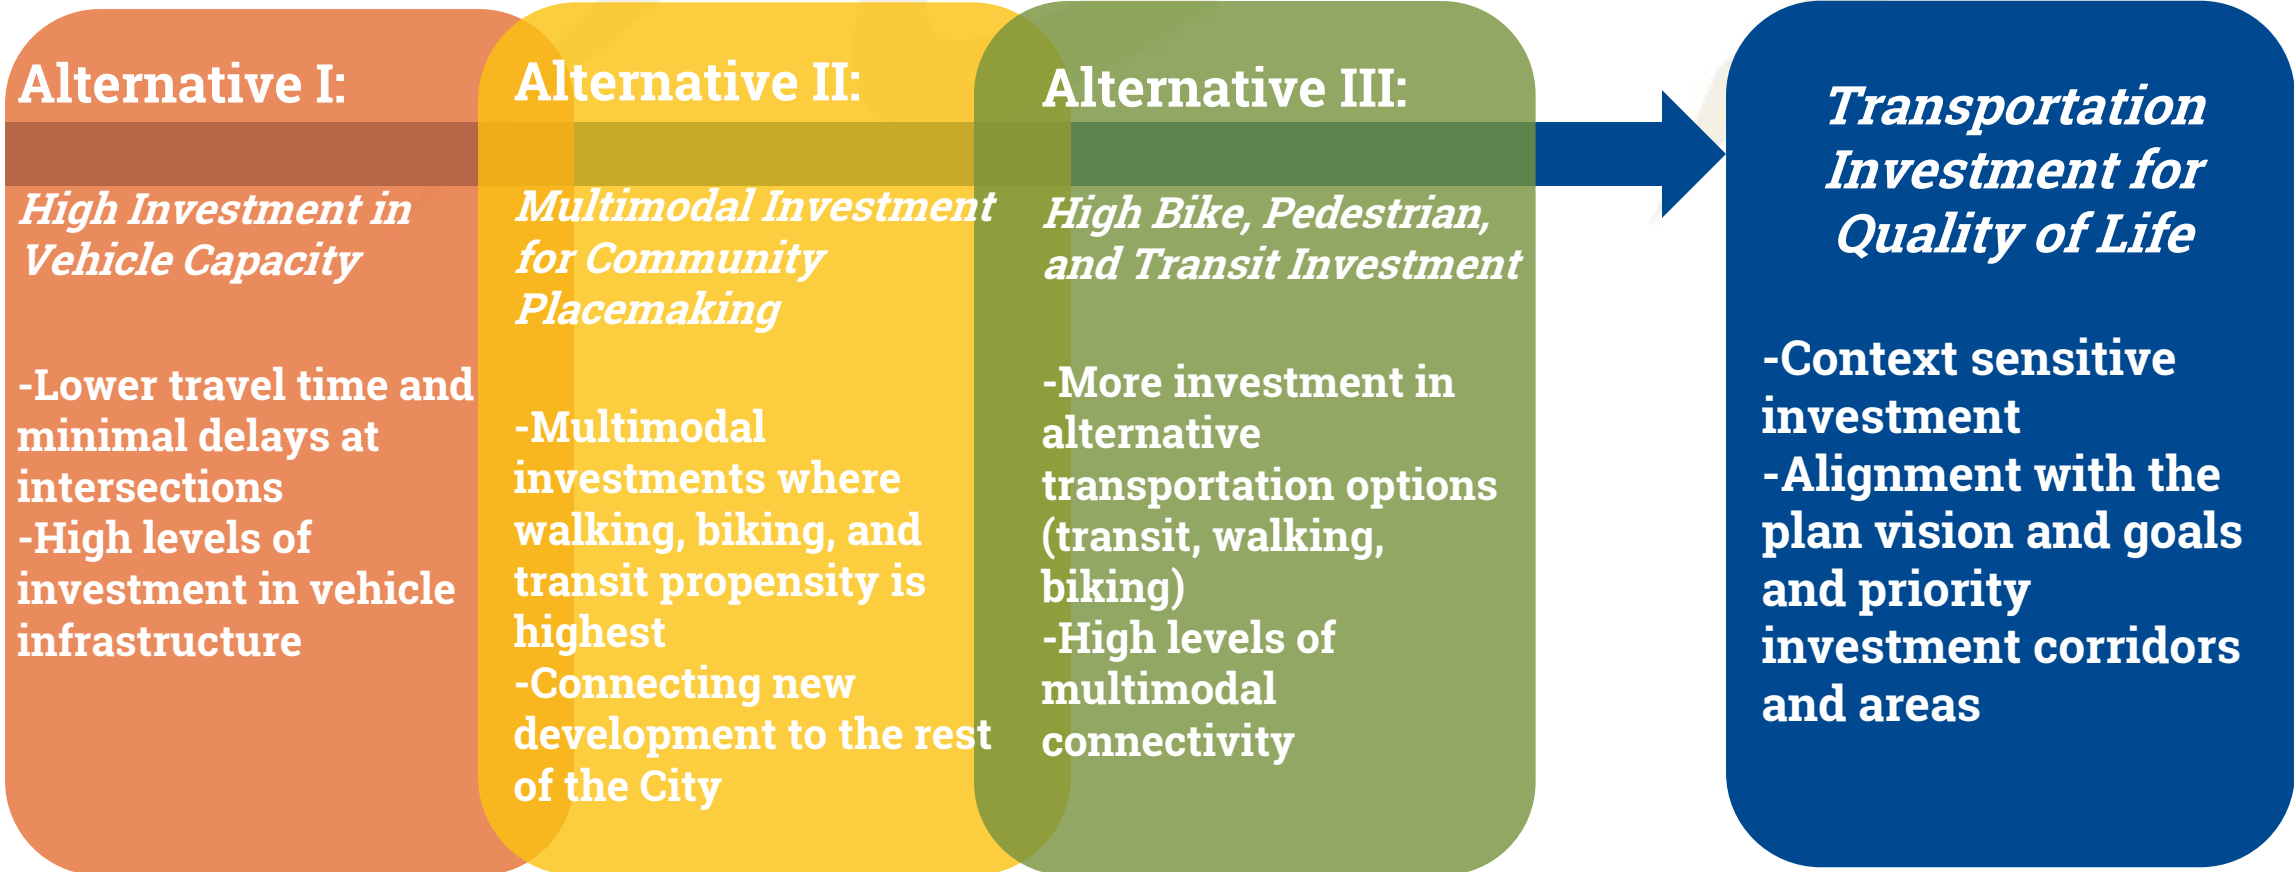 Alternative I:
High Investment in
Vehicle Capacity
-Lower travel time and
minimal delays at
intersections
-High levels of
investment in vehicle
infrastructure
Alternative II:
Multimodal Investment
for Community
Placemaking
-Multimodal
investments where
walking, biking, and
transit propensity is
highest
-Connecting new
development to the rest
of the City
Alternative III:
High Bike, Pedestrian,
and Transit Investment
-More investment in
alternative
transportation options
(transit, walking,
biking)
-High levels of
multimodal
connectivity
Transportation
Investment for
Quality of Life
-Context sensitive
investment
-Alignment with the
plan vision and goals
and priority
investment corridors
and areas